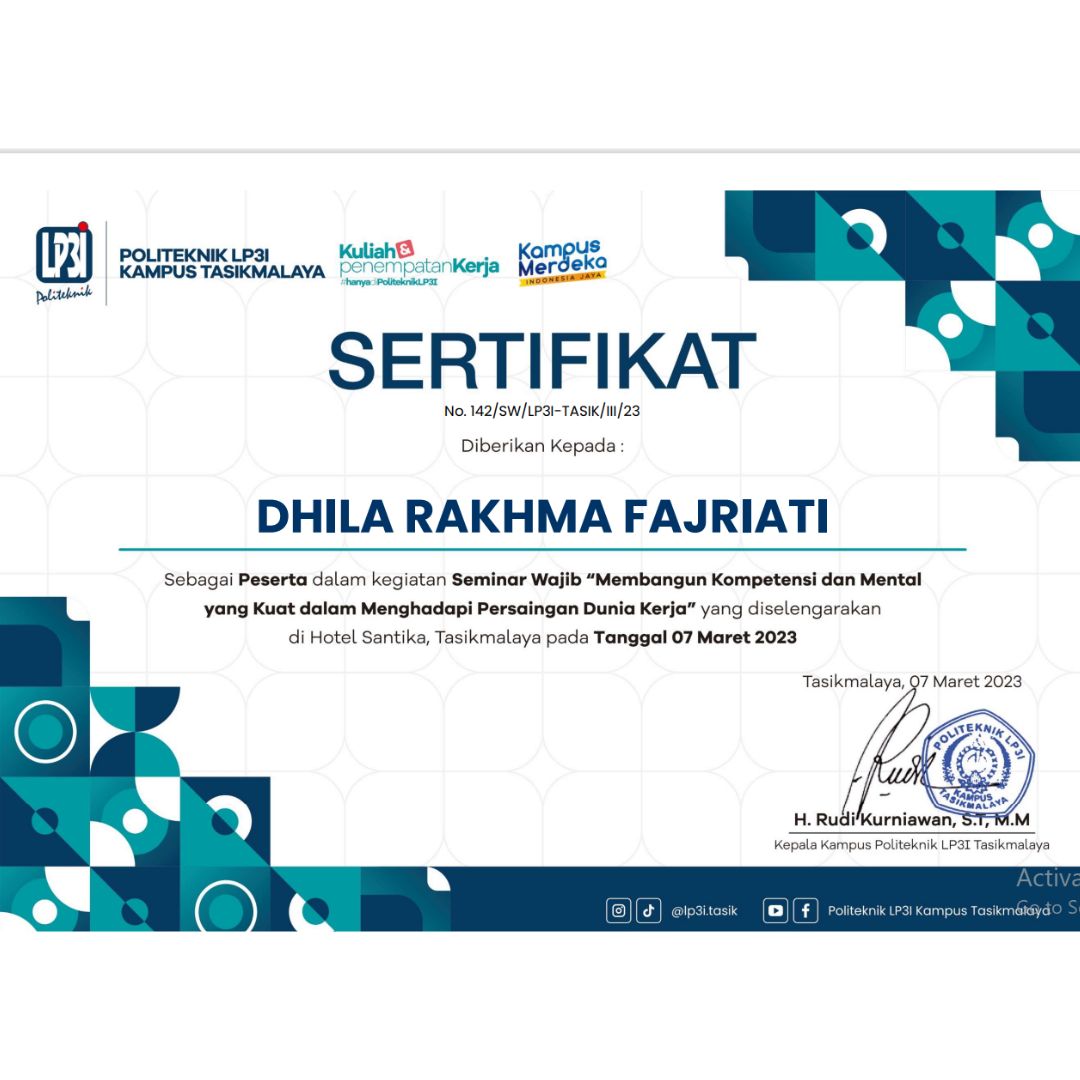 LP3I
Politeknik
POLITEKNIK LP3I
KAMPUS TASIKMALAYA
Kuliah &
penempatanKerja
#hanyadiPoliteknikLP3I
Kampus
Merdeka
INDONESIA JAYA
SERTIFIKAT
No. 142/SW/LP3I-TASIK/III/23
Diberikan Kepada :
DHILA RAKHMA FAJRIATI
Sebagai Peserta dalam kegiatan Seminar Wajib “Membangun Kompetensi dan Mental
yang Kuat dalam Menghadapi Persaingan Dunia Kerja” yang diselengarakan
di Hotel Santika, Tasikmalaya pada Tanggal 07 Maret 2023
Tasikmalaya, 07 Maret 2023
POLITEKNIK LP3I
KAMPUS
TASIKMALAYA
H. Rudi Kurniawan, S.T, M.M
Kepala Kampus Politeknik LP3I Tasikmalaya
Activa
Go to S
@lp3i.tasik
Politeknik LP3I Kampus Tasikmalaya